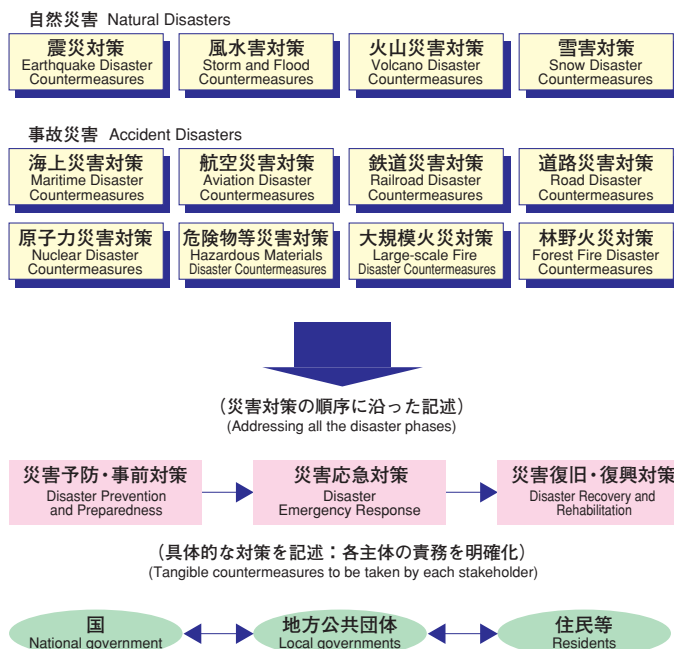 自然災害 Natural Disasters
震災対策
Earthquake Disaster
Countermeasures
風水害対策
Storm and Flood
Countermeasures
火山災害対策
Volcano Disaster
Countermeasures
雪害対策
Snow Disaster
Countermeasures
事故災害 Accident Disasters
海上災害対策
Maritime Disaster
Countermeasures
航空災害対策
Aviation Disaster
Countermeasures
鉄道災害対策
Railroad Disaster
Countermeasures
道路災害対策
Road Disaster
Countermeasures
原子力災害対策
Nuclear Disaster
Countermeasures
危険物等災害対策
Hazardous Materials
Disaster Countermeasures
大規模火災対策
Large-scale Fire
Disaster Countermeasures
林野火災対策
Forest Fire Disaster
Countermeasures
(災害対策の順序に沿った記述)
(Addressing all the disaster phases)
災害予防・事前対策
Disaster Prevention
and Preparedness
災害応急対策
Disaster
Emergency Response
災害復旧・復興対策
Disaster Recovery and
Rehabilitation
(具体的な対策を記述：各主体の責務を明確化)
(Tangible countermeasures to be taken by each stakeholder)
国
National government
地方公共団体
Local governments
住民等
Residents